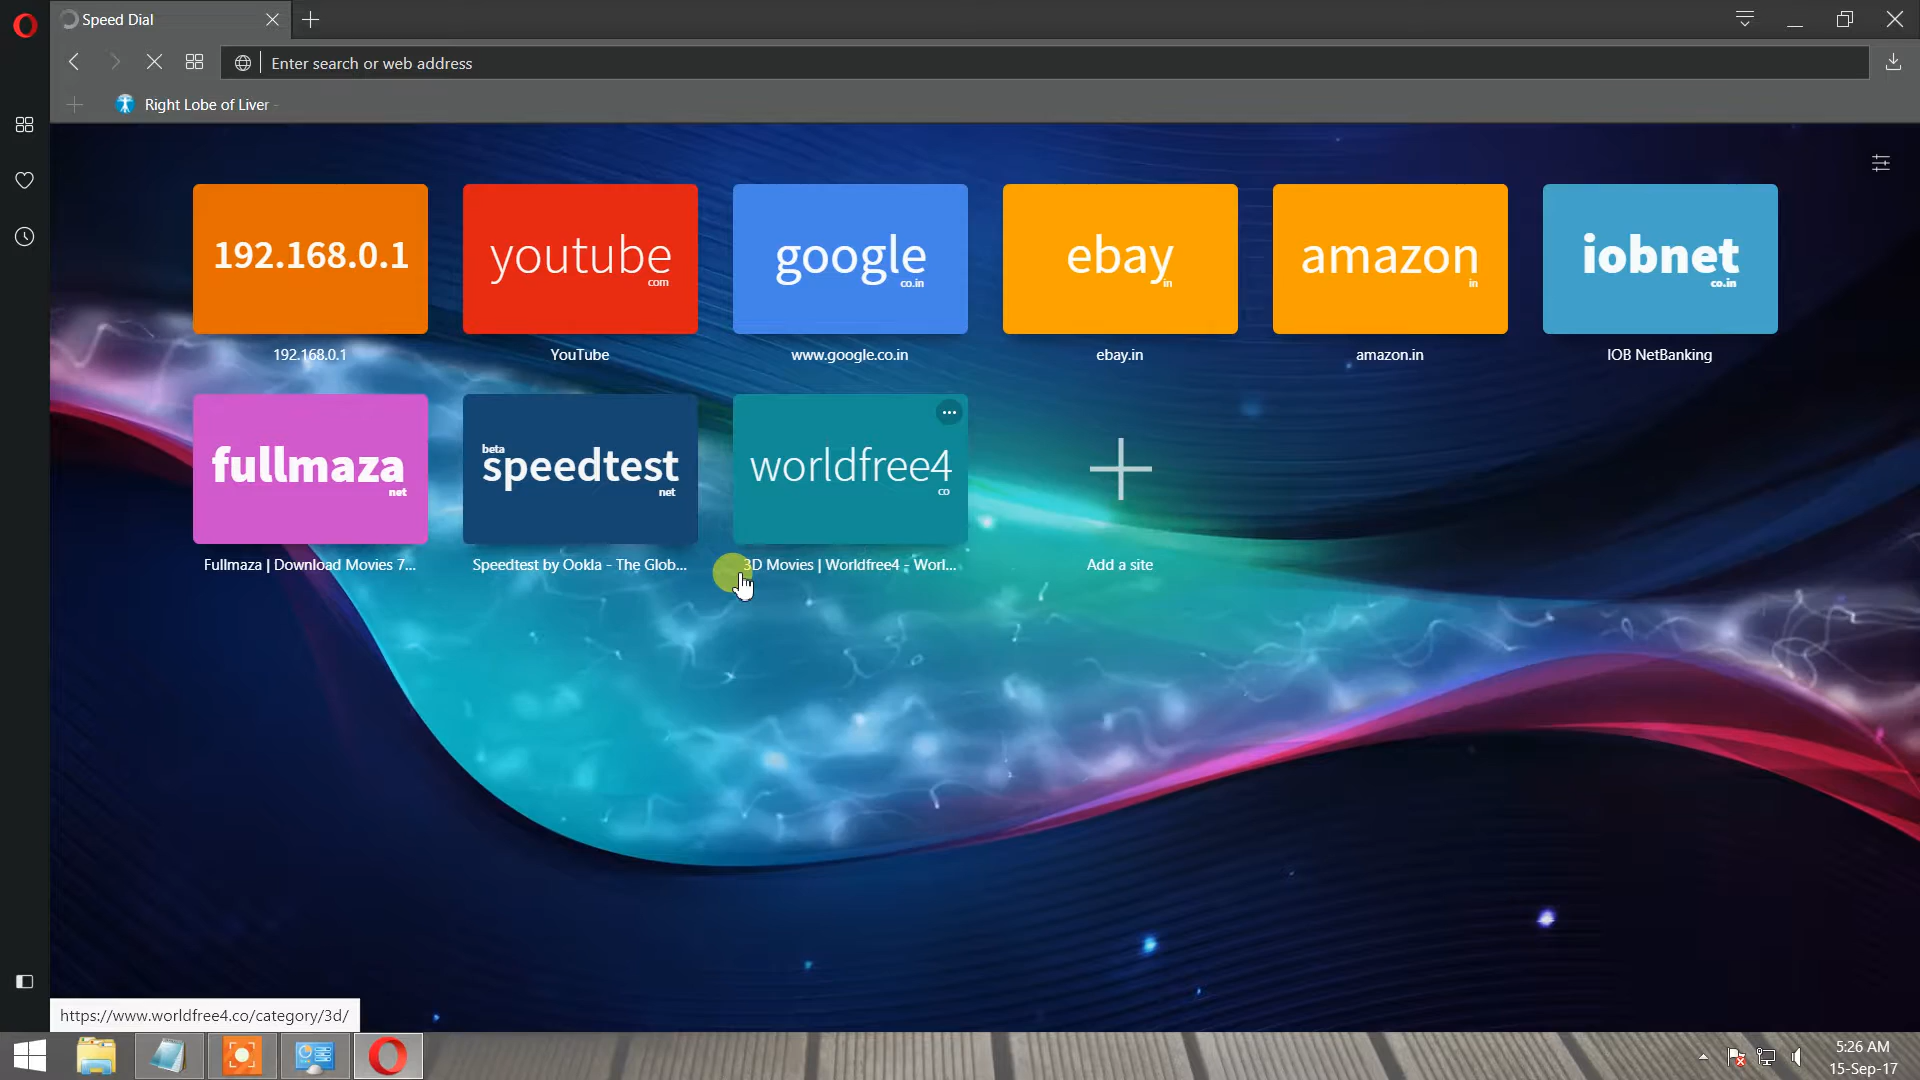 Speed Dial
Enter search or web address
Right Lobe of Liver -
192.168.0.1
youtube
com
google
co.in
ebay
in
amazon
in
iobnet
co.in
192.168.0.1
YouTube
www.google.co.in
ebay.in
amazon.in
IOB NetBanking
fullmaza
net
beta
speedtest
net
worldfree4
co
Fullmaza | Download Movies 7...
Speedtest by Ookla - The Glob...
3D Movies | Worldfree4 - Worl...
Add a site
https://www.worldfree4.co/category/3d/
5:26 AM
15-Sep-17